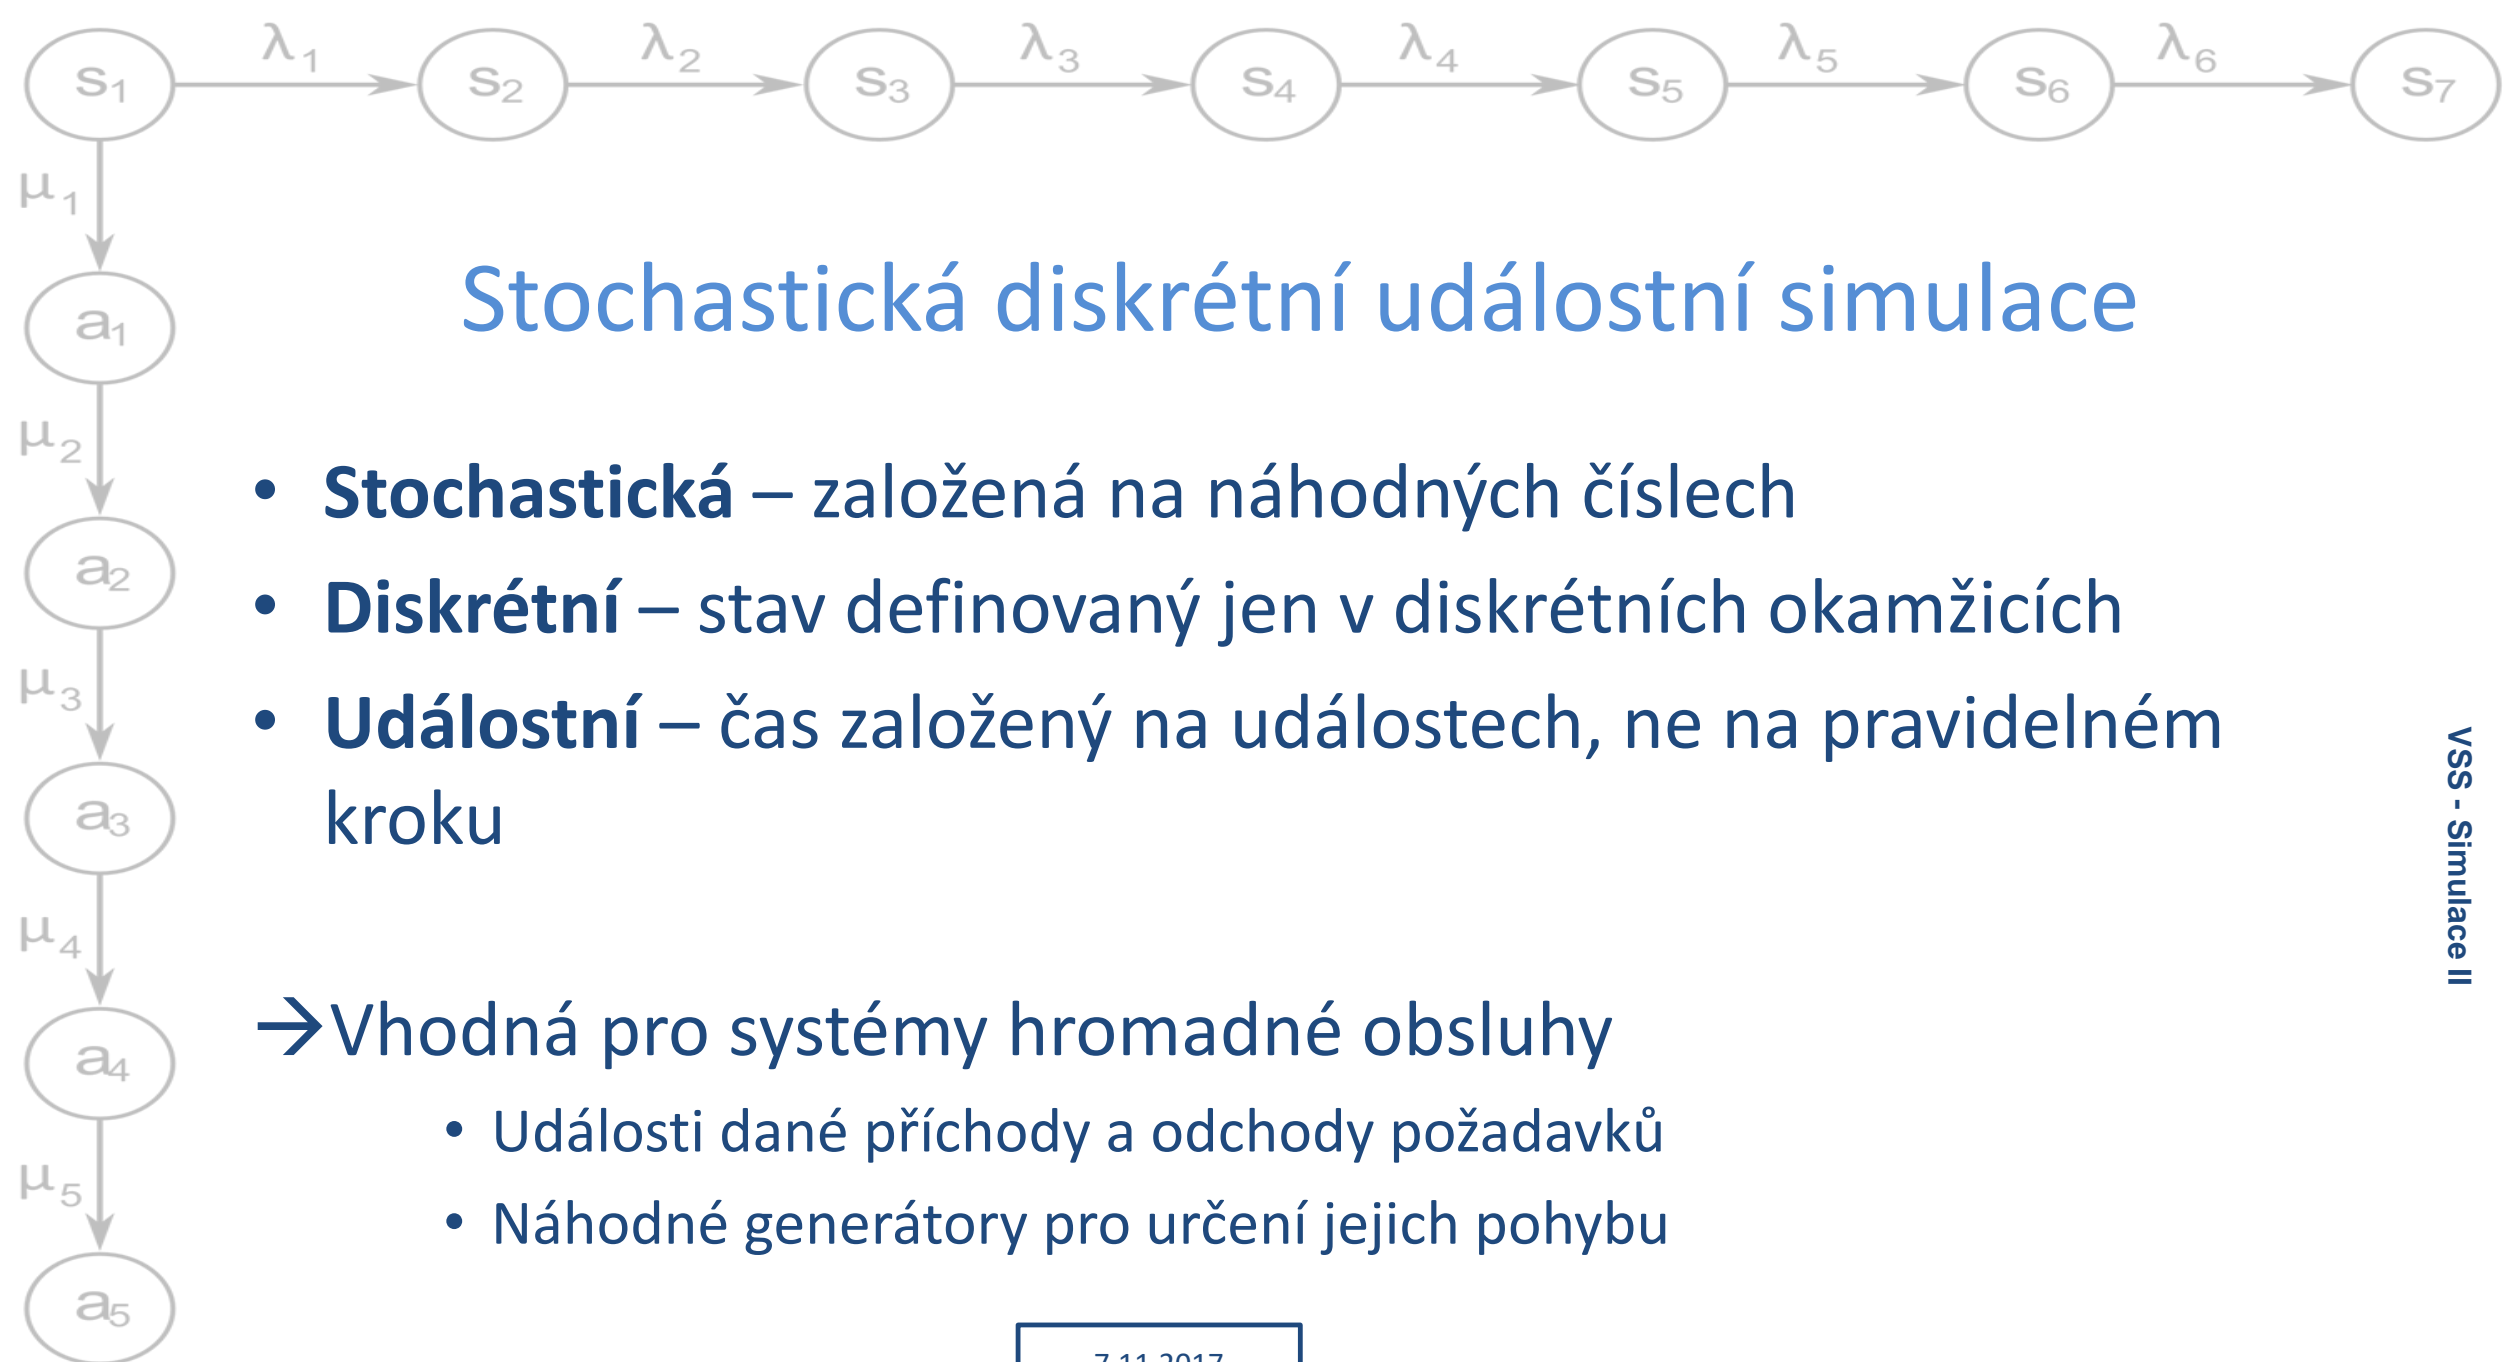 s1 λ1 s2 λ2 s3 λ3 s4 λ4 s5 λ5 s6 λ6 s7
μ1
a1
μ2
a2
μ3
a3
μ4
a4
μ5
a5
Stochastická diskrétní událostní simulace
• Stochastická – založená na náhodných číslech
• Diskrétní – stav definovaný jen v diskrétních okamžicích
• Událostní – čas založený na událostech, ne na pravidelném
kroku
→Vhodná pro systémy hromadné obsluhy
• Události dané příchody a odchody požadavků
• Náhodné generátory pro určení jejich pohybu
VSS - Simulace II
7.11.2017